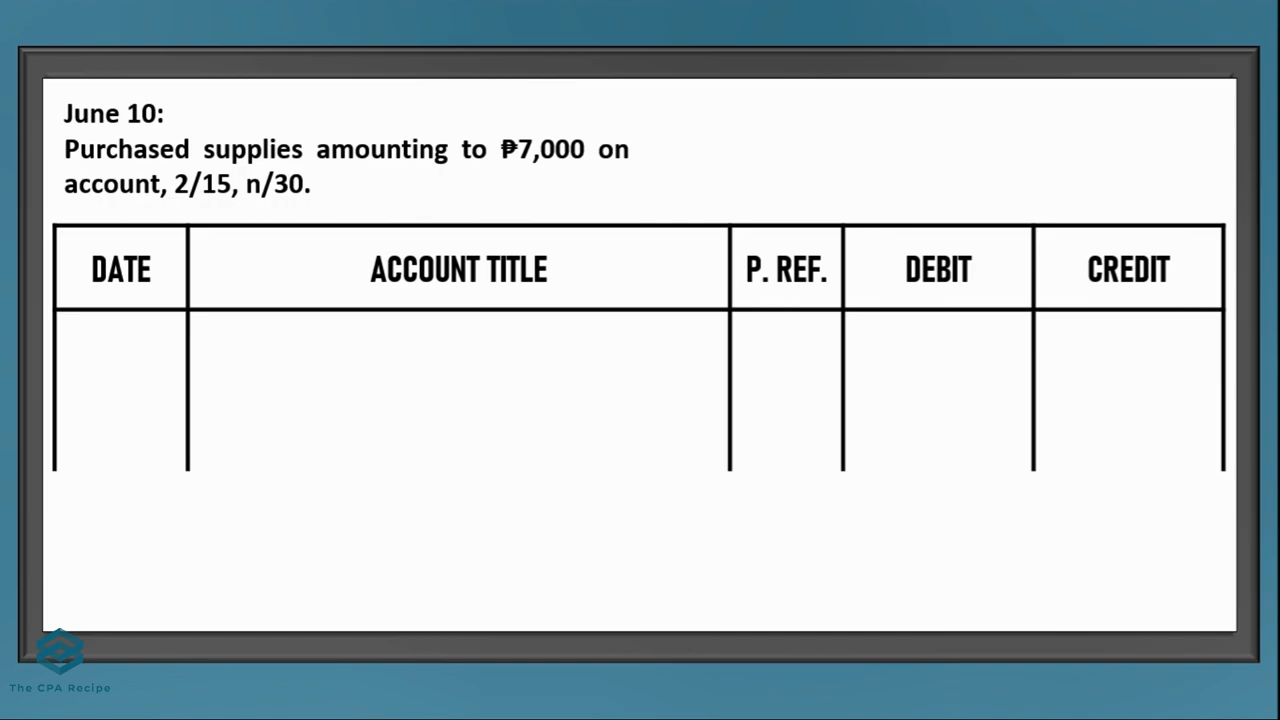 June 10:
Purchased supplies amounting to ₱7,000 on
account, 2/15, n/30.
DATE ACCOUNT TITLE P. REF. DEBIT CREDIT
The CPA Recipe